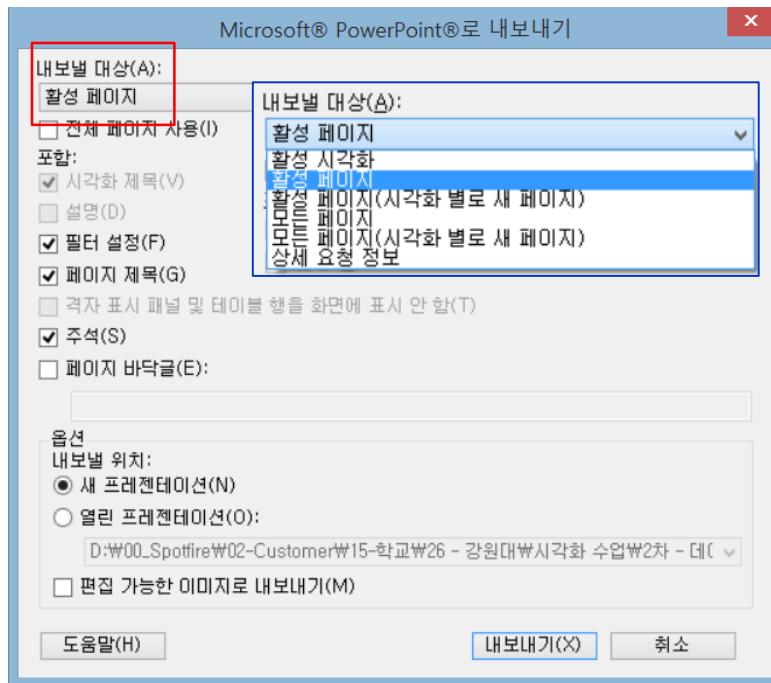 Microsoft® PowerPoint®로 내보내기
내보낼 대상(A):
활성 페이지
전체 페이지 사용(I)
포함:
시각화 제목(V)
설명(D)
필터 설정(F)
페이지 제목(G)
격자 표시 패널 및 테이블 행을 화면에 표시 안 함(T)
주석(S)
페이지 바닥글(E):
내보낼 대상(A):
활성 페이지
활성 시각화
활성 페이지
활성 페이지(시각화 별로 새 페이지)
모든 페이지
모든 페이지(시각화 별로 새 페이지)
상세 요청 정보
옵션
내보낼 위치:
새 프레젠테이션(N)
열린 프레젠테이션(O):
D:₩00_Spotfire₩02-Customer₩15-학교₩26 - 강원대₩시각화 수업₩2차 - 데
편집 가능한 이미지로 내보내기(M)
도움말(H)
내보내기(X)
취소